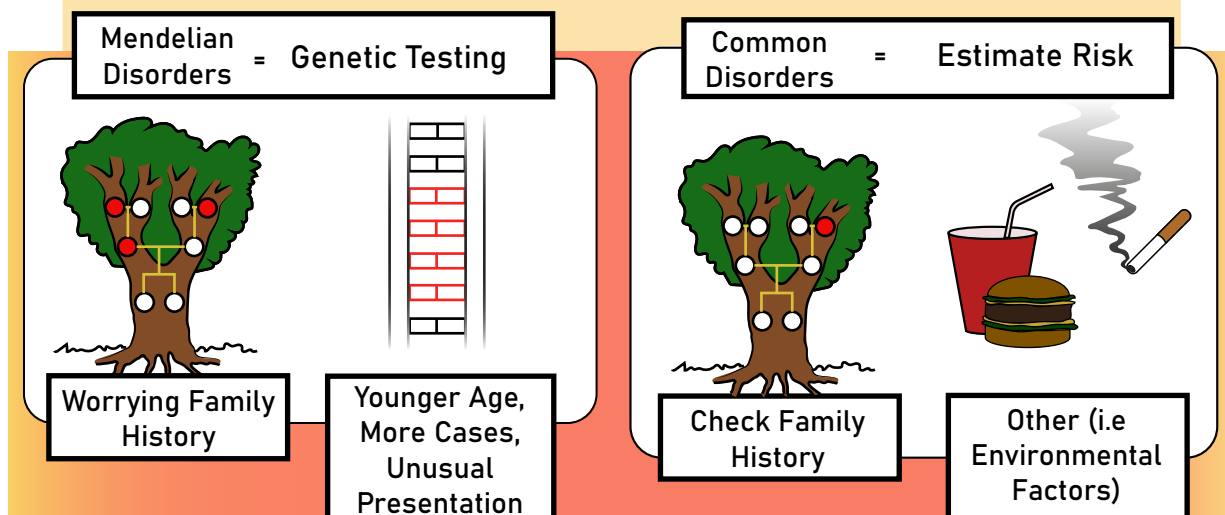 Mendelian
Disorders
=
Genetic Testing
Worrying Family
History
Younger Age,
More Cases,
Unusual
Presentation
Common
Disorders
=
Estimate Risk
Check Family
History
Other (i.e
Environmental
Factors)